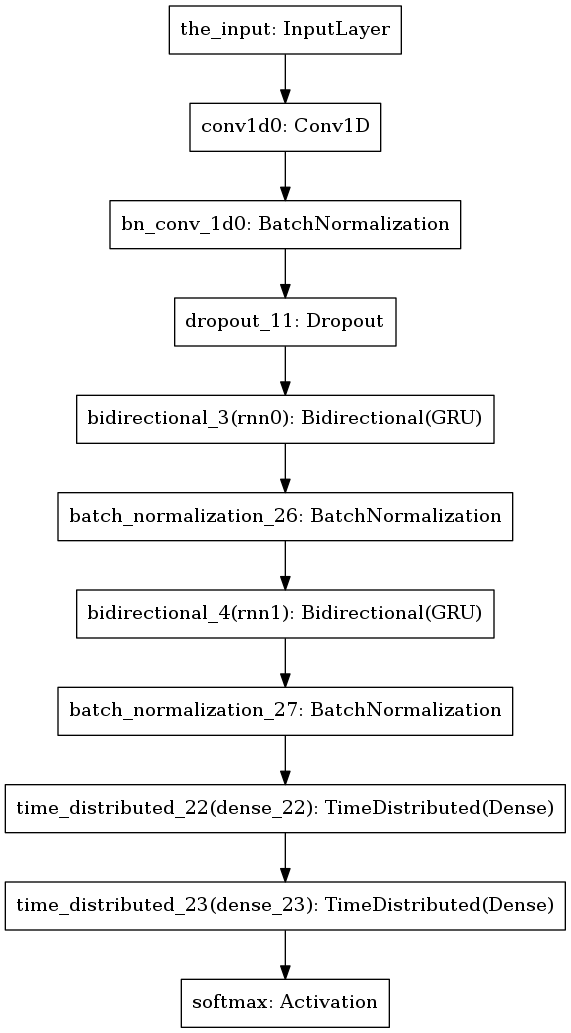 the_input: InputLayer
conv1d0: Conv1D
bn_conv_1d0: BatchNormalization
dropout_11: Dropout
bidirectional_3(rnn0): Bidirectional(GRU)
batch_normalization_26: BatchNormalization
bidirectional_4(rnn1): Bidirectional(GRU)
batch_normalization_27: BatchNormalization
time_distributed_22(dense_22): TimeDistributed(Dense)
time_distributed_23(dense_23): TimeDistributed(Dense)
softmax: Activation